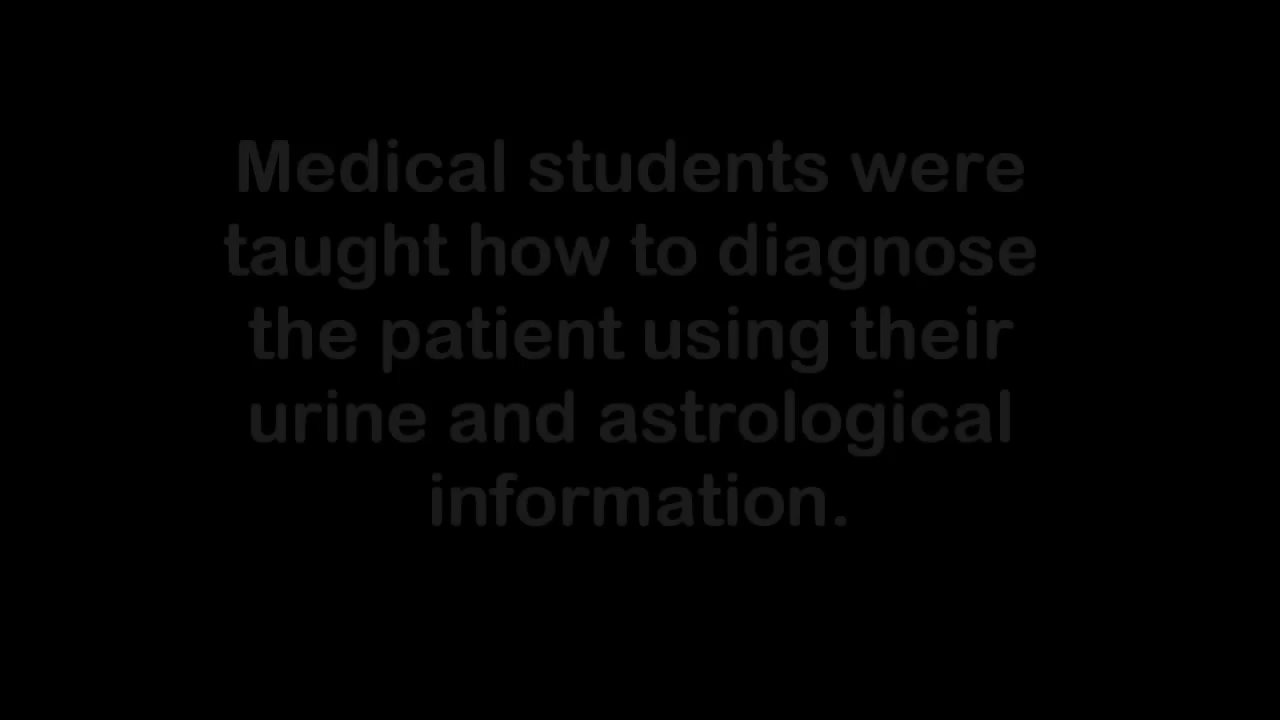 Medical students were
taught how to diagnose
the patient using their
urine and astrological
information.